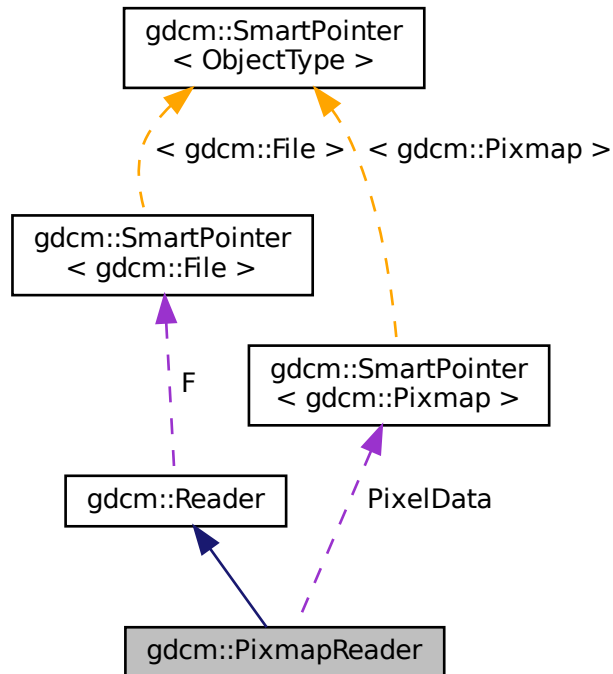 gdcm::SmartPointer
< ObjectType >
< gdcm::File >
< gdcm::Pixmap >
gdcm::SmartPointer
< gdcm::File >
gdcm::SmartPointer
< gdcm::Pixmap >
F
gdcm::Reader
PixelData
gdcm::PixmapReader